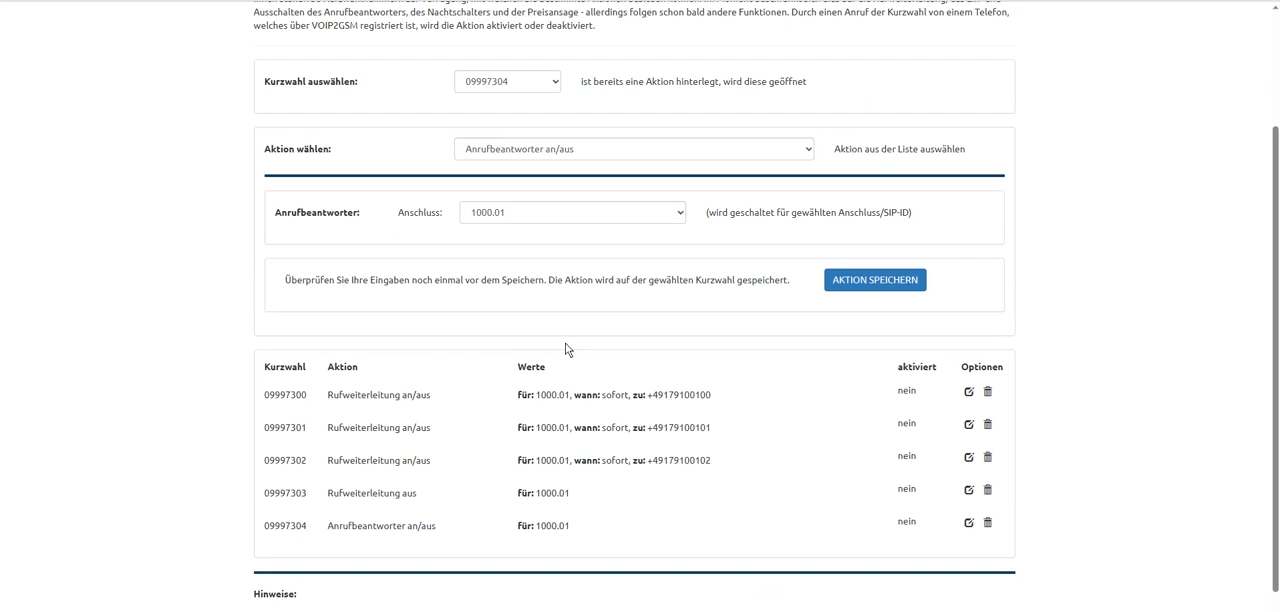 Ausschalten des Anrufbeantworters, des Nachtschalters und der Preisansage - allerdings folgen schon bald andere Funktionen. Durch einen Anruf der Kurzwahl von einem Telefon,
welches über VOIP2GSM registriert ist, wird die Aktion aktiviert oder deaktiviert.
Kurzwahl auswählen: 09997304 ist bereits eine Aktion hinterlegt, wird diese geöffnet
Aktion wählen: Anrufbeantworter an/aus Aktion aus der Liste auswählen
Anrufbeantworter: Anschluss: 1000.01 (wird geschaltet für gewählten Anschluss/SIP-ID)
Überprüfen Sie Ihre Eingaben noch einmal vor dem Speichern. Die Aktion wird auf der gewählten Kurzwahl gespeichert. AKTION SPEICHERN
Kurzwahl Aktion Werte aktiviert Optionen
09997300 Rufweiterleitung an/aus für: 1000.01, wann: sofort, zu: +49179100100 nein
09997301 Rufweiterleitung an/aus für: 1000.01, wann: sofort, zu: +49179100101 nein
09997302 Rufweiterleitung an/aus für: 1000.01, wann: sofort, zu: +49179100102 nein
09997303 Rufweiterleitung aus für: 1000.01 nein
09997304 Anrufbeantworter an/aus für: 1000.01 nein
Hinweise: